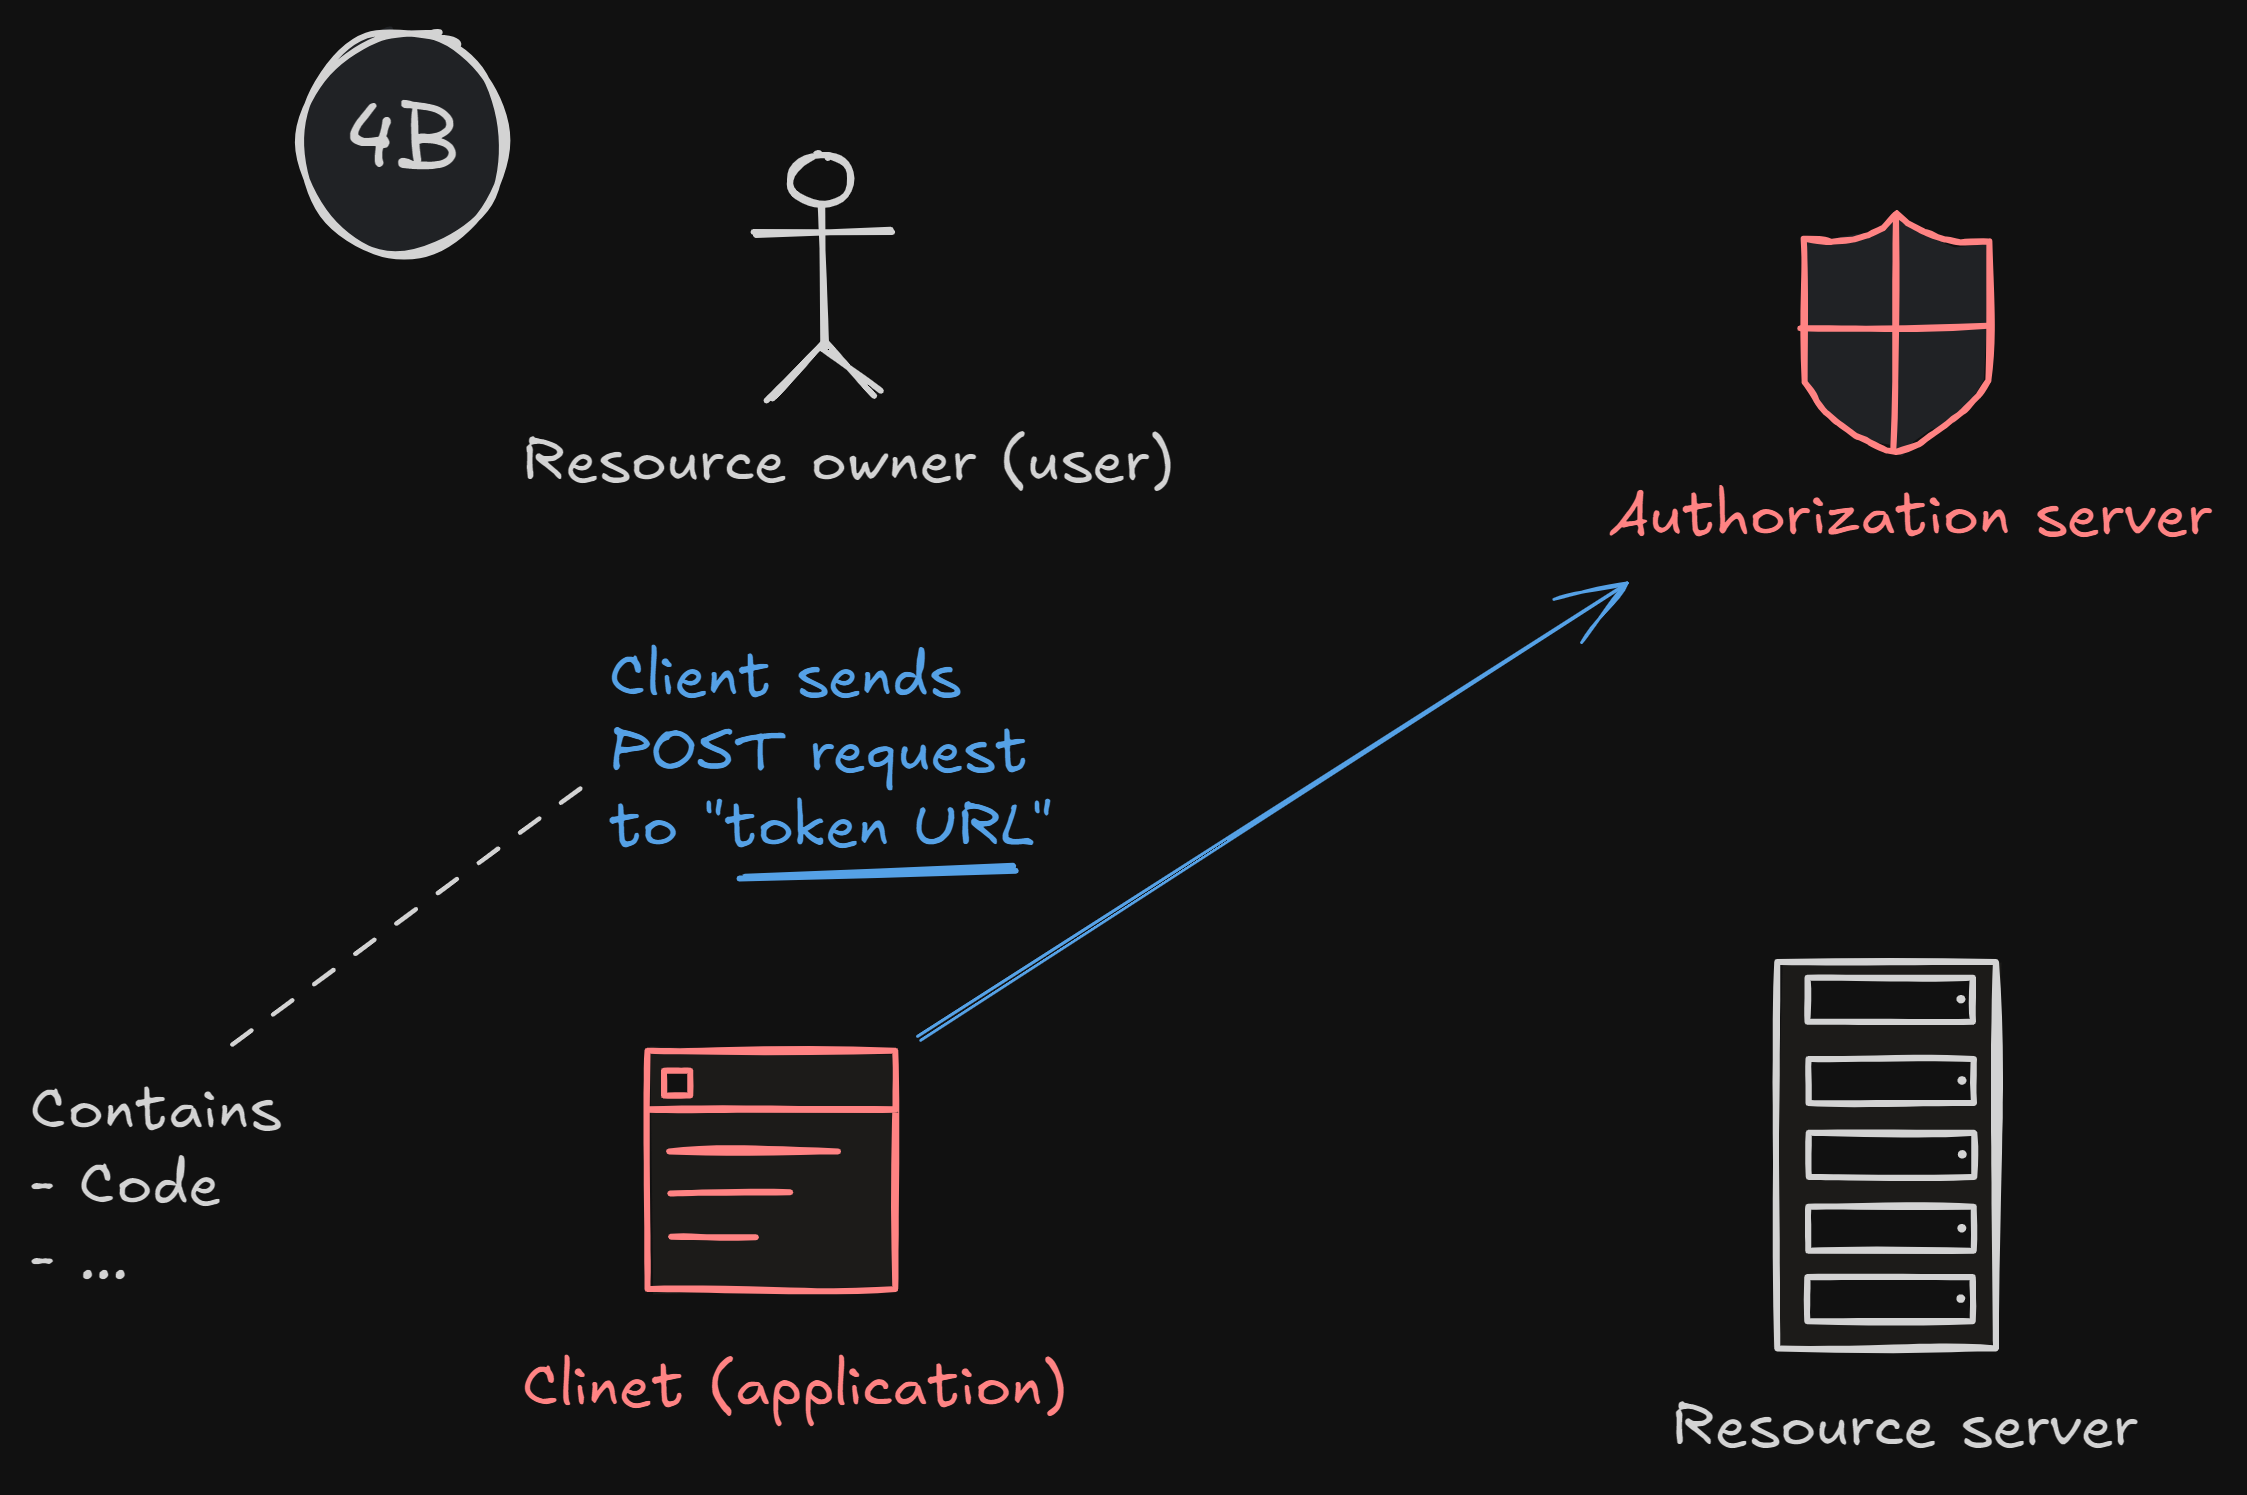 4B
Resource owner (user)
Authorization server
Client sends
POST request
to "token URL"
Contains
- Code
- ...
Clinet (application)
Resource server